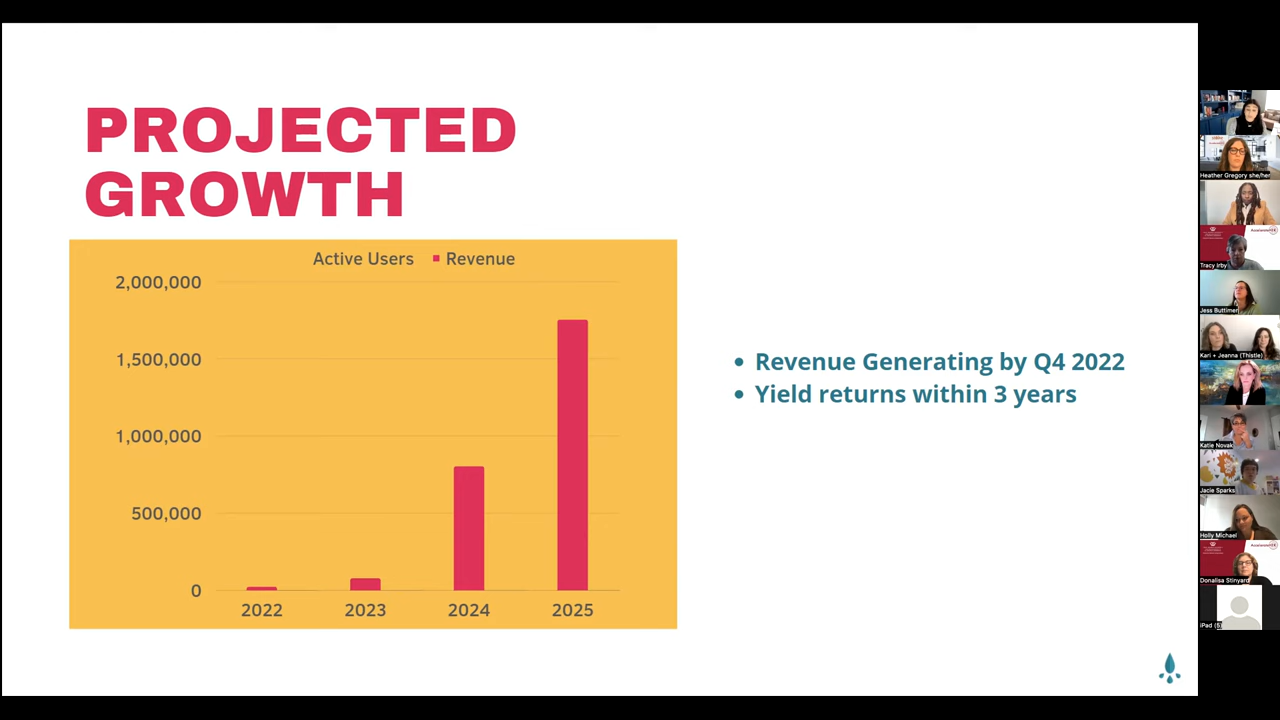 PROJECTED
GROWTH
Active Users Revenue
2,000,000
1,500,000
1,000,000
500,000
0
2022 2023 2024 2025
Revenue Generating by Q4 2022
Yield returns within 3 years
Heather Gregory she/her
Tracy Irby
Jess Buttimer
Kari + Jeanna (Thistle)
Katie Novak
Jacie Sparks
Holly Michael
Donalisa Stinyard
iPad (5)